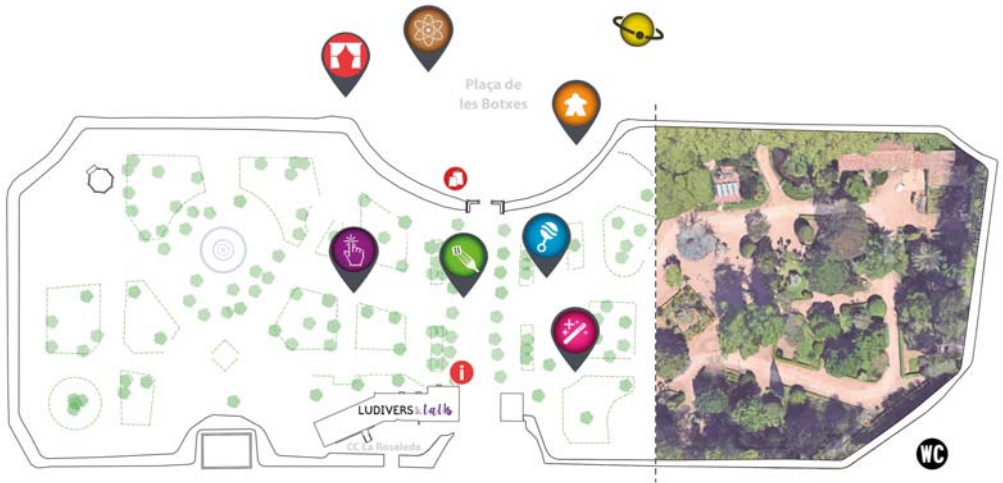 Plaça de
les Botxes
i
LUDIVERS & talk
CC La Rosaleda
WC